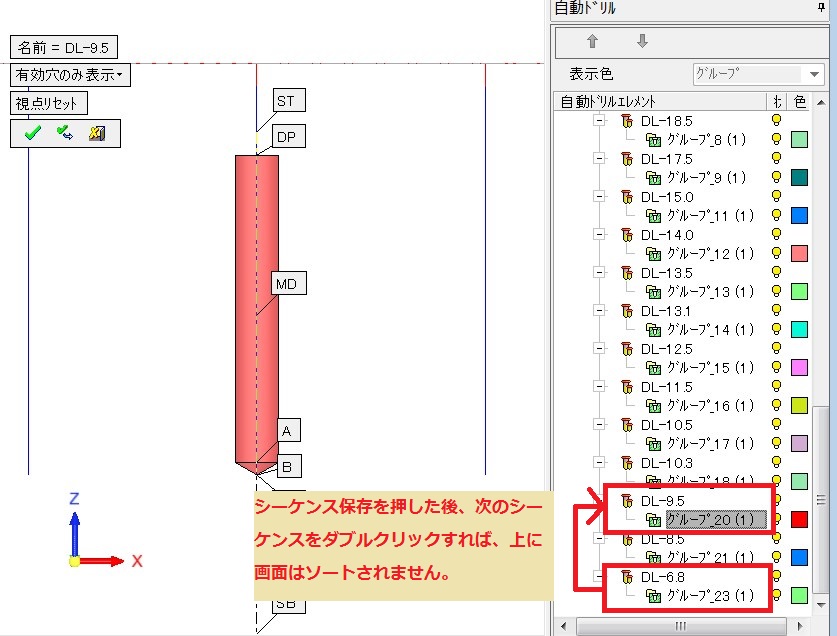 自動ドリル
名前 = DL-9.5
有効穴のみ表示
視点リセット
ST
DP
MD
A
B
SB
Z
X
シーケンス保存を押した後、次のシー
ケンスをダブルクリックすれば、上に
画面はソートされません。
表示色
グループ
自動ドリルエレメント
色
DL-18.5
グループ_8 (1)
DL-17.5
グループ_9 (1)
DL-15.0
グループ_11 (1)
DL-14.0
グループ_12 (1)
DL-13.5
グループ_13 (1)
DL-13.1
グループ_14 (1)
DL-12.5
グループ_15 (1)
DL-11.5
グループ_16 (1)
DL-10.5
グループ_17 (1)
DL-10.3
グループ_18 (1)
DL-9.5
グループ_20 (1)
DL-8.5
グループ_21 (1)
DL-6.8
グループ_23 (1)